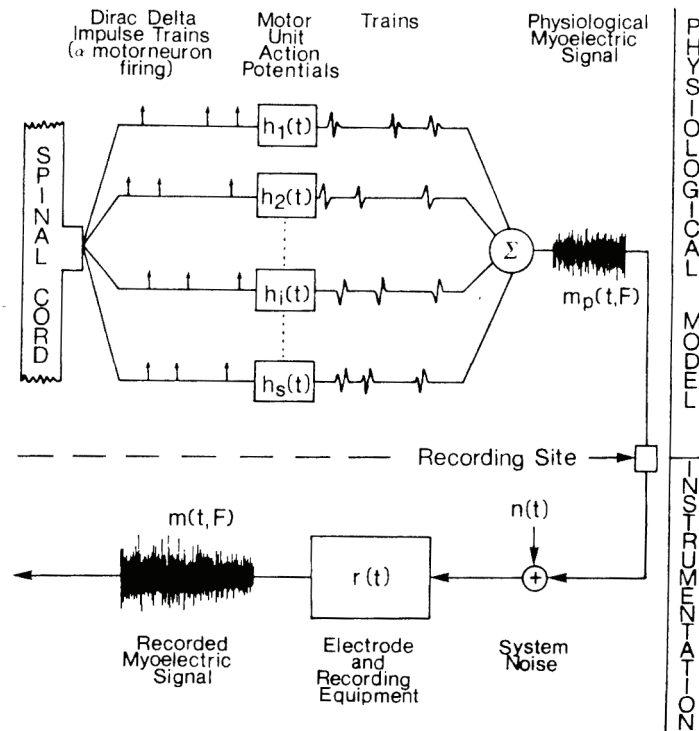 Dirac Delta
Impulse Trains
(α motorneuron
firing)
Motor
Unit
Action
Potentials
Trains
Physiological
Myoelectric
Signal
PHYSIOLOGICAL MODEL
SPINAL CORD
h1(t)
h2(t)
hi(t)
hs(t)
Σ
mp(t,F)
Recording Site
INSTRUMENTATION
m(t,F)
n(t)
r(t)
+
Recorded
Myoelectric
Signal
Electrode
and
Recording
Equipment
System
Noise